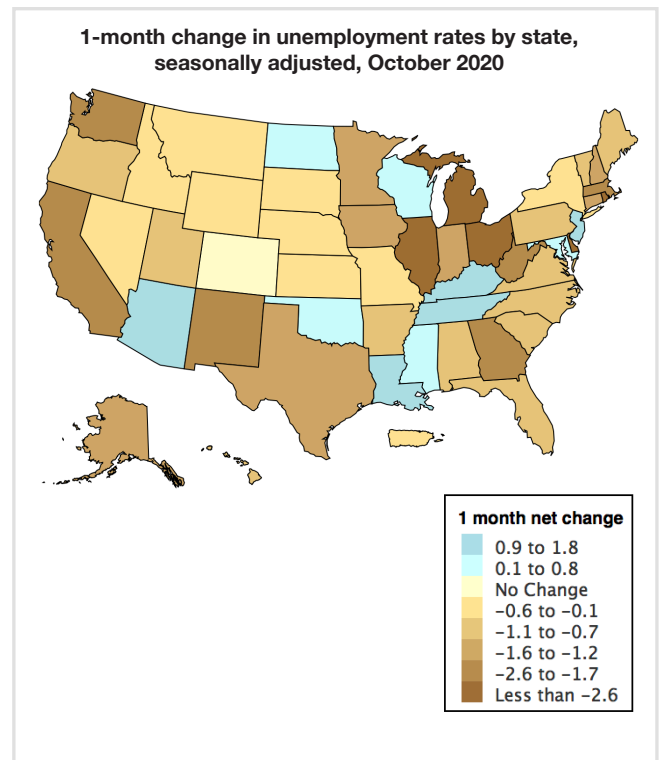 1-month change in unemployment rates by state,
seasonally adjusted, October 2020
1 month net change
0.9 to 1.8
0.1 to 0.8
No Change
−0.6 to −0.1
−1.1 to −0.7
−1.6 to −1.2
−2.6 to −1.7
Less than −2.6